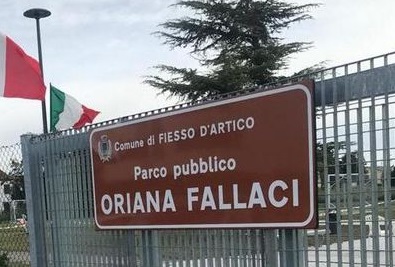 Comune di FIESSO D'ARTICO
Parco pubblico
ORIANA FALLACI